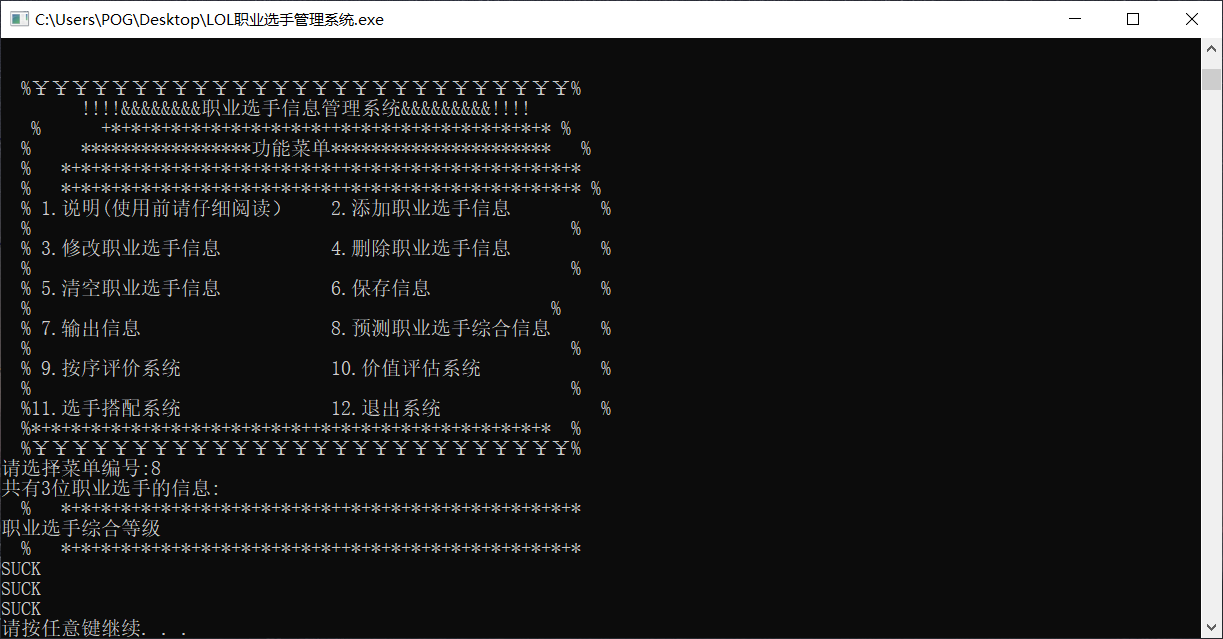 C:\Users\POG\Desktop\LOL职业选手管理系统.exe
%¥¥¥¥¥¥¥¥¥¥¥¥¥¥¥¥¥¥¥¥¥¥¥¥¥¥¥%
!!!!&&&&&&&&职业选手信息管理系统&&&&&&&&&!!!!
% +*+*+*+*+*+*+*+*+*+*+*++*+*+*+*+*+*+*+*+*+*+* %
% *****************功能菜单********************** %
% *+*+*+*+*+*+*+*+*+*+*+*+*+*++*+*+*+*+*+*+*+*+*+*+*+*
% *+*+*+*+*+*+*+*+*+*+*+*+*+*++*+*+*+*+*+*+*+*+*+*+*+* %
% 1.说明(使用前请仔细阅读） 2.添加职业选手信息 %
% %
% 3.修改职业选手信息 4.删除职业选手信息 %
% %
% 5.清空职业选手信息 6.保存信息 %
% %
% 7.输出信息 8.预测职业选手综合信息 %
% %
% 9.按序评价系统 10.价值评估系统 %
% %
%11.选手搭配系统 12.退出系统 %
%*+*+*+*+*+*+*+*+*+*+*+*+*+++*+*+*+*+*+*+*+*+*+*+*+* %
%¥¥¥¥¥¥¥¥¥¥¥¥¥¥¥¥¥¥¥¥¥¥¥¥¥¥¥%
请选择菜单编号:8
共有3位职业选手的信息:
% *+*+*+*+*+*+*+*+*+*+*+*+*+*++*+*+*+*+*+*+*+*+*+*+*+*
职业选手综合等级
% *+*+*+*+*+*+*+*+*+*+*+*+*+*++*+*+*+*+*+*+*+*+*+*+*+*
SUCK
SUCK
SUCK
请按任意键继续. . .